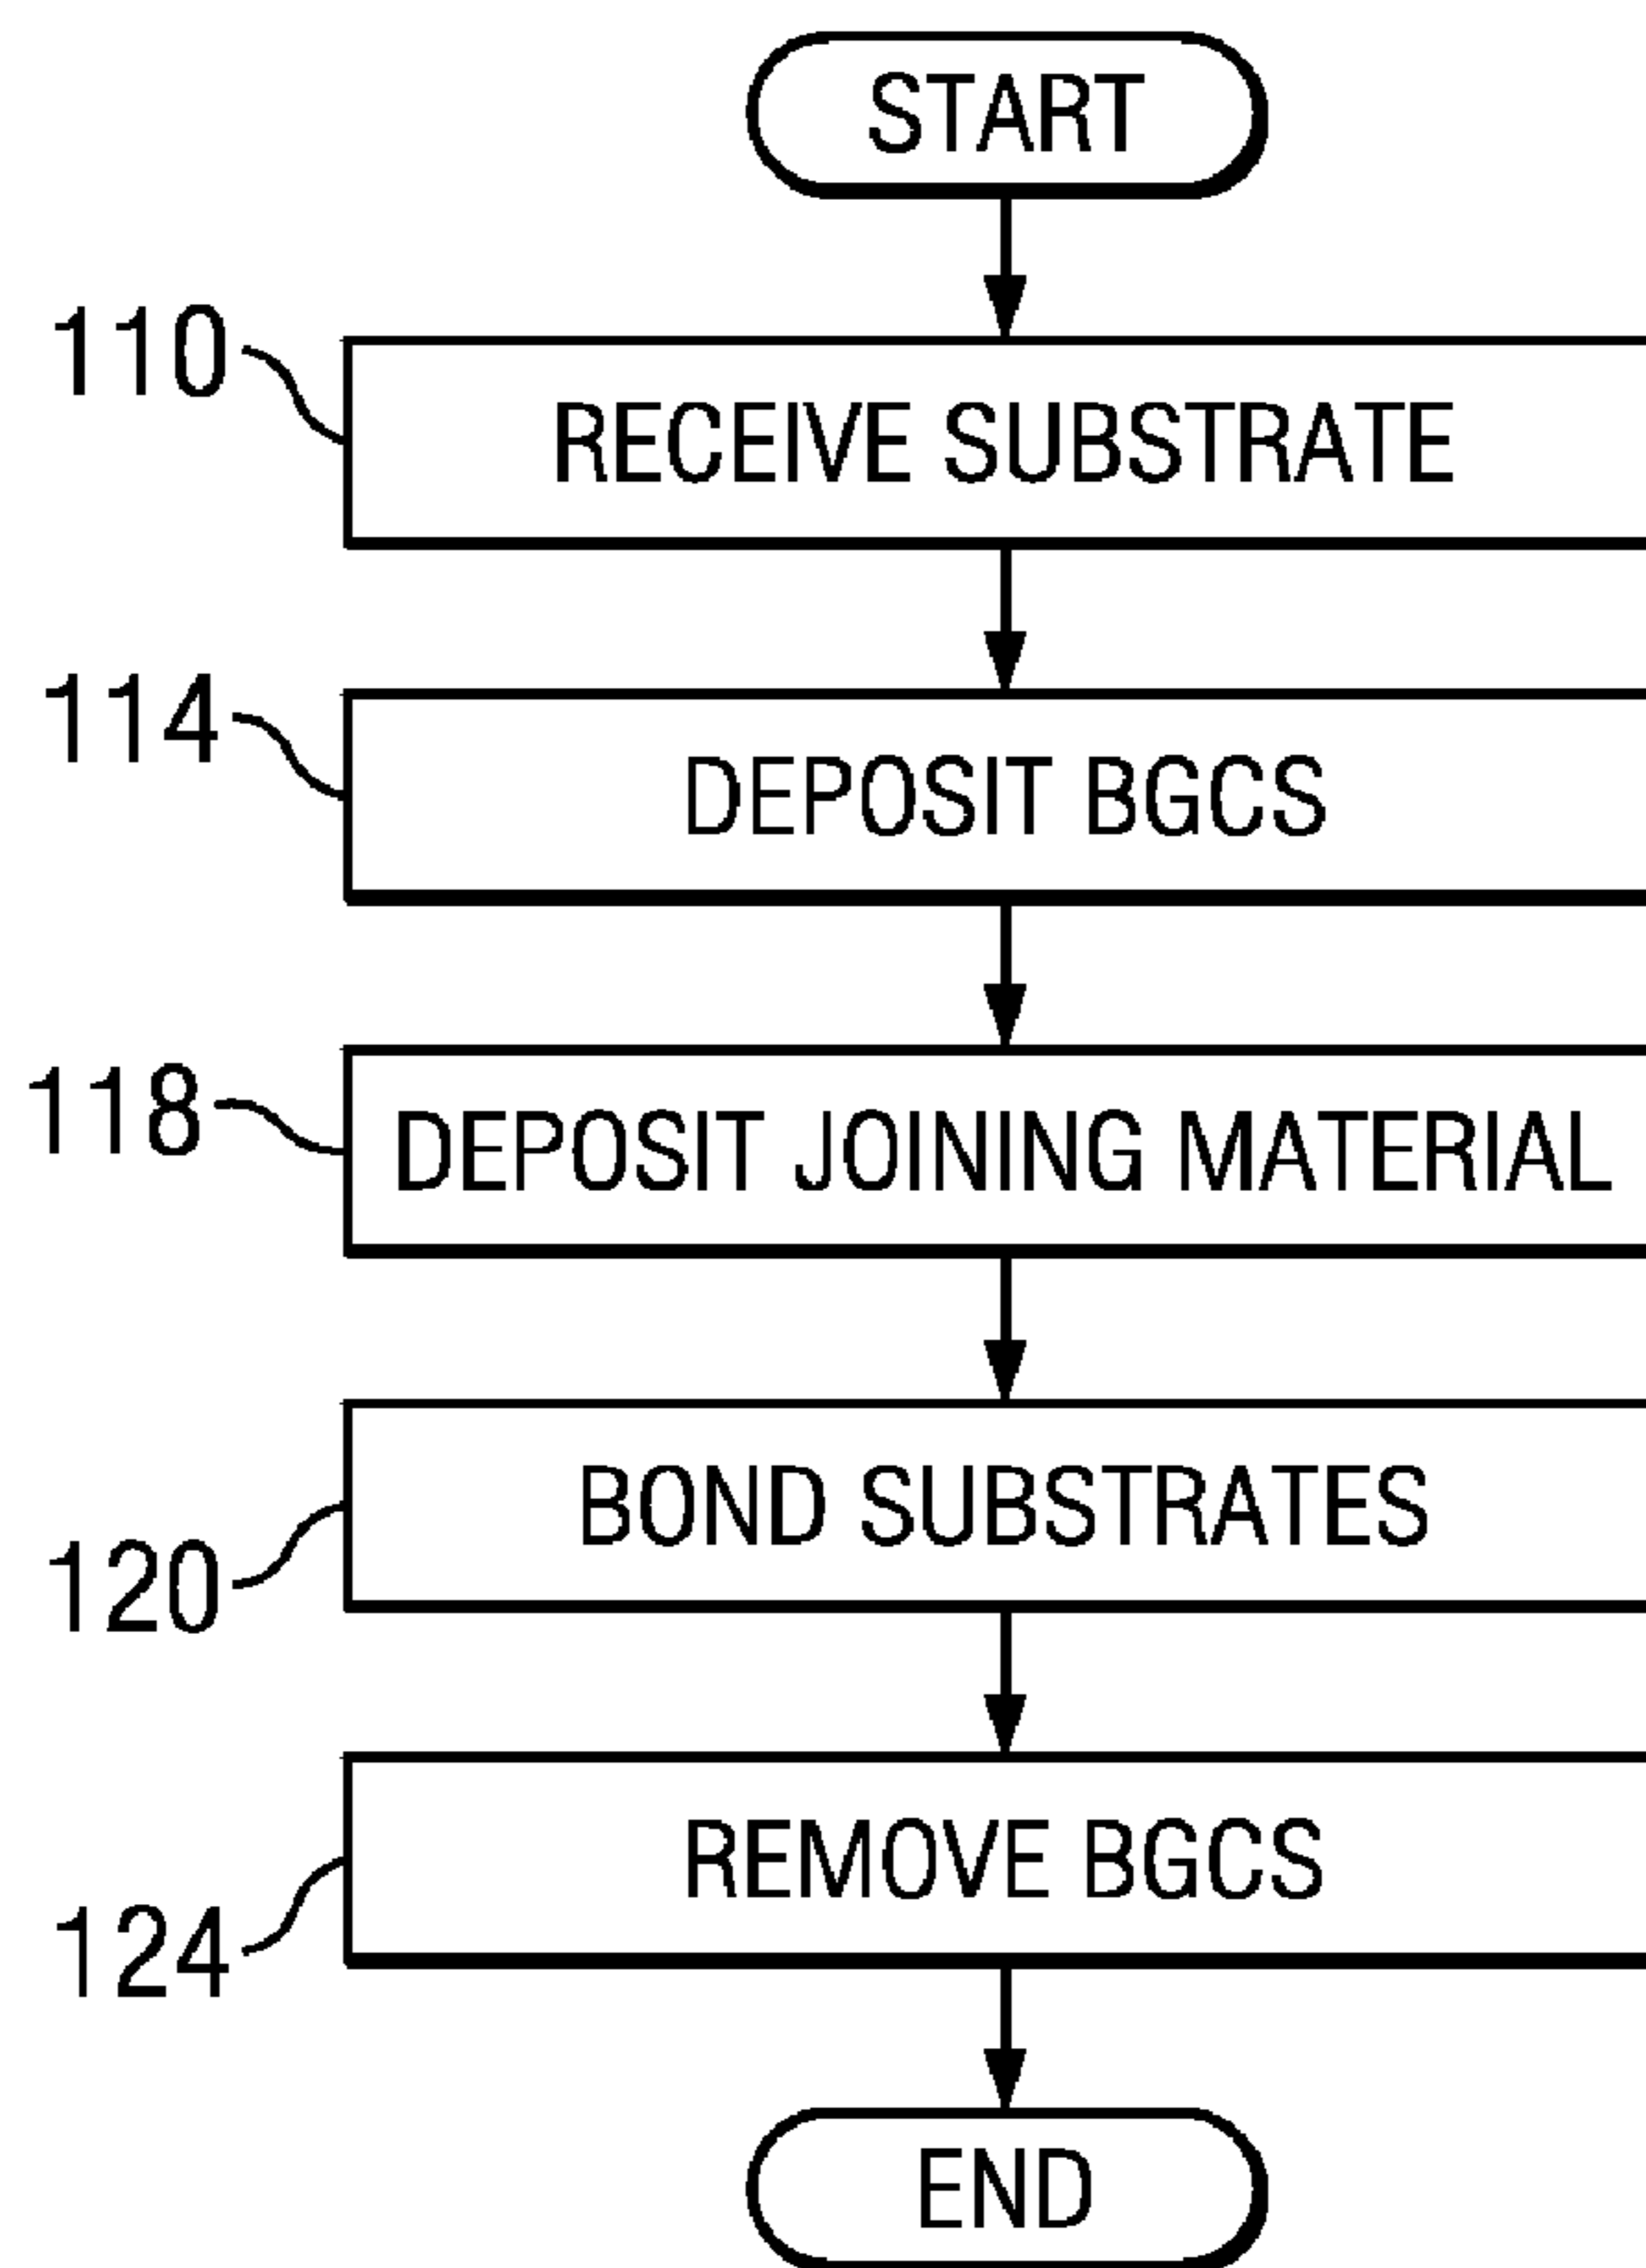 START
110
RECEIVE SUBSTRATE
114
DEPOSIT BGCS
118
DEPOSIT JOINING MATERIAL
BOND SUBSTRATES
120
REMOVE BGCS
124
END